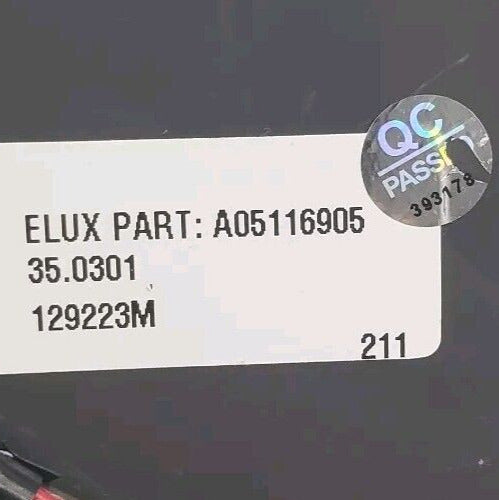 QC
PASSED
393178
ELUX PART: A05116905
35.0301
129223M
211